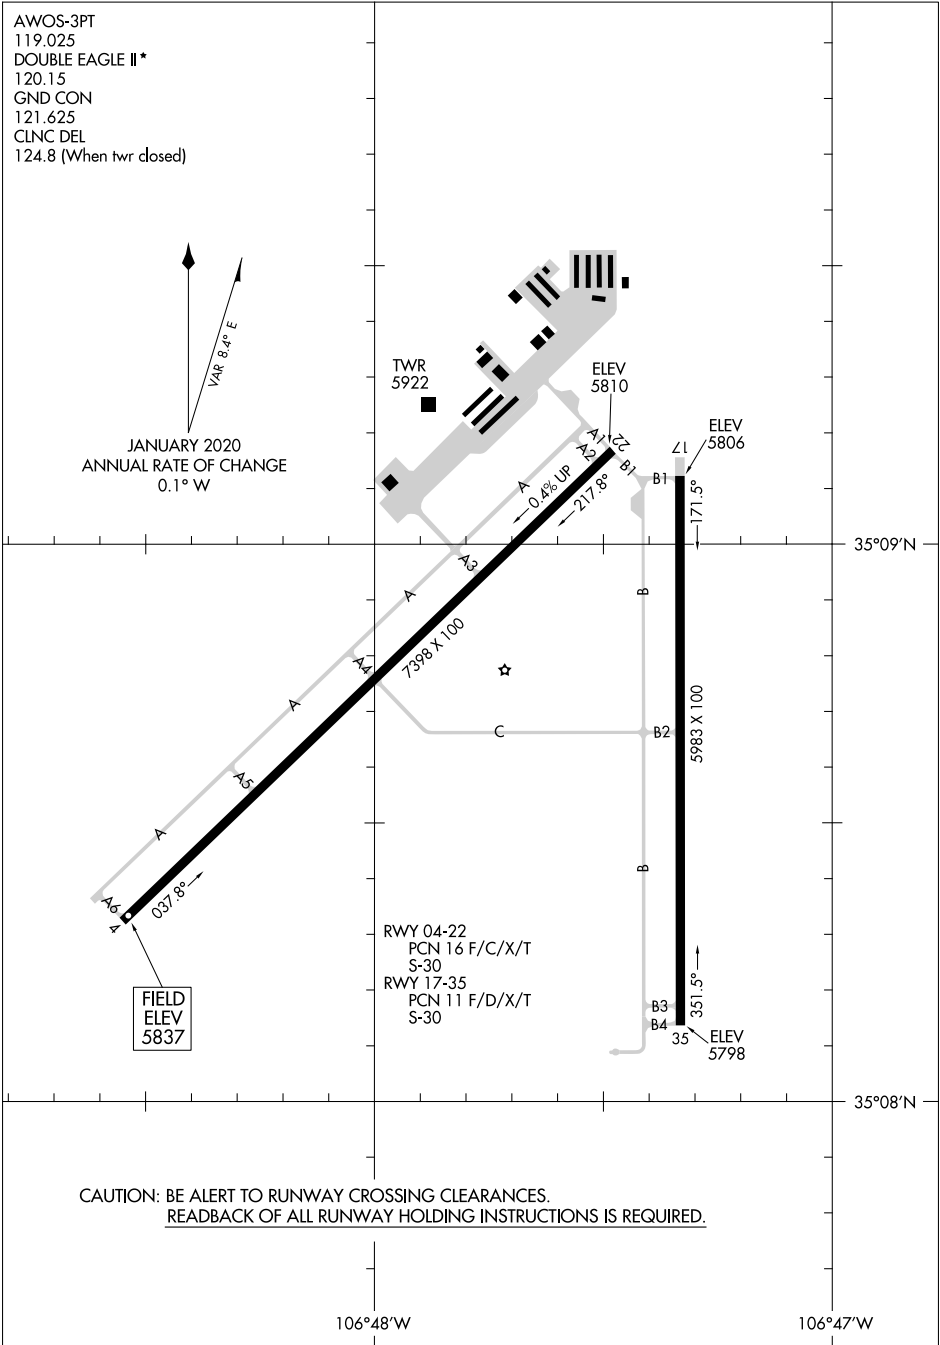 AWOS-3PT
119.025
DOUBLE EAGLE II *
120.15
GND CON
121.625
CLNC DEL
124.8 (When twr closed)
VAR 8.4° E
JANUARY 2020
ANNUAL RATE OF CHANGE
0.1° W
TWR
5922
ELEV
5810
ELEV
5806
A1
22
A2
B1
17
B1
A
0.4% UP
217.8°
171.5°
35°09'N
A3
A
B
7398 X 100
A4
A
C
B2
5983 X 100
A5
A
B
A6
4
037.8°
RWY 04-22
PCN 16 F/C/X/T
S-30
RWY 17-35
PCN 11 F/D/X/T
S-30
351.5°
B3
B4
35
ELEV
5798
FIELD
ELEV
5837
35°08'N
CAUTION: BE ALERT TO RUNWAY CROSSING CLEARANCES.
READBACK OF ALL RUNWAY HOLDING INSTRUCTIONS IS REQUIRED.
106°48'W
106°47'W